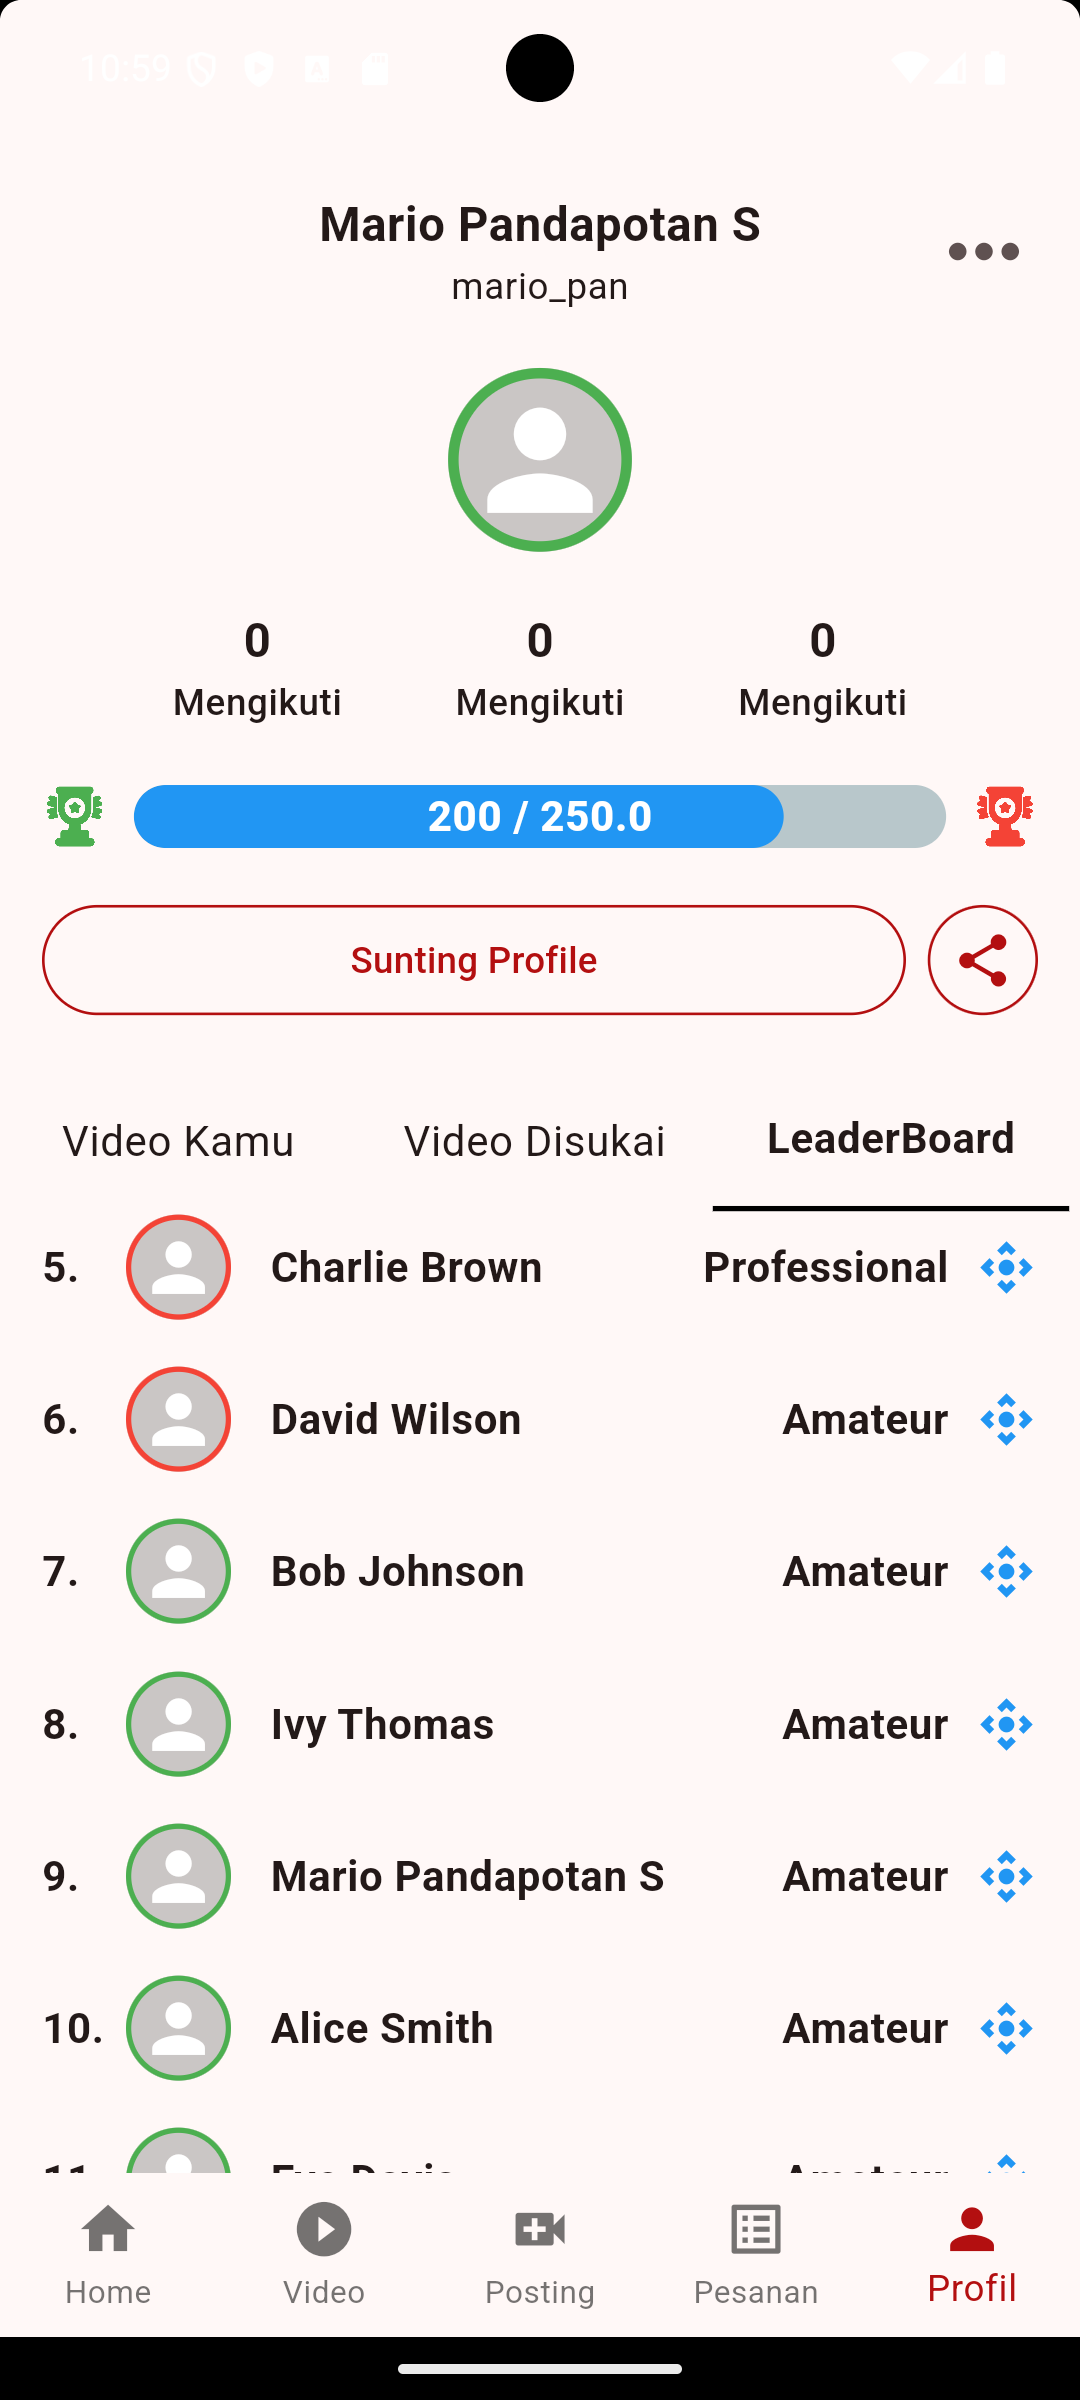 10:59
Mario Pandapotan S
mario_pan
0 0 0
Mengikuti Mengikuti Mengikuti
200 / 250.0
Sunting Profile
Video Kamu Video Disukai LeaderBoard
5. Charlie Brown Professional
6. David Wilson Amateur
7. Bob Johnson Amateur
8. Ivy Thomas Amateur
9. Mario Pandapotan S Amateur
10. Alice Smith Amateur
Home Video Posting Pesanan Profil